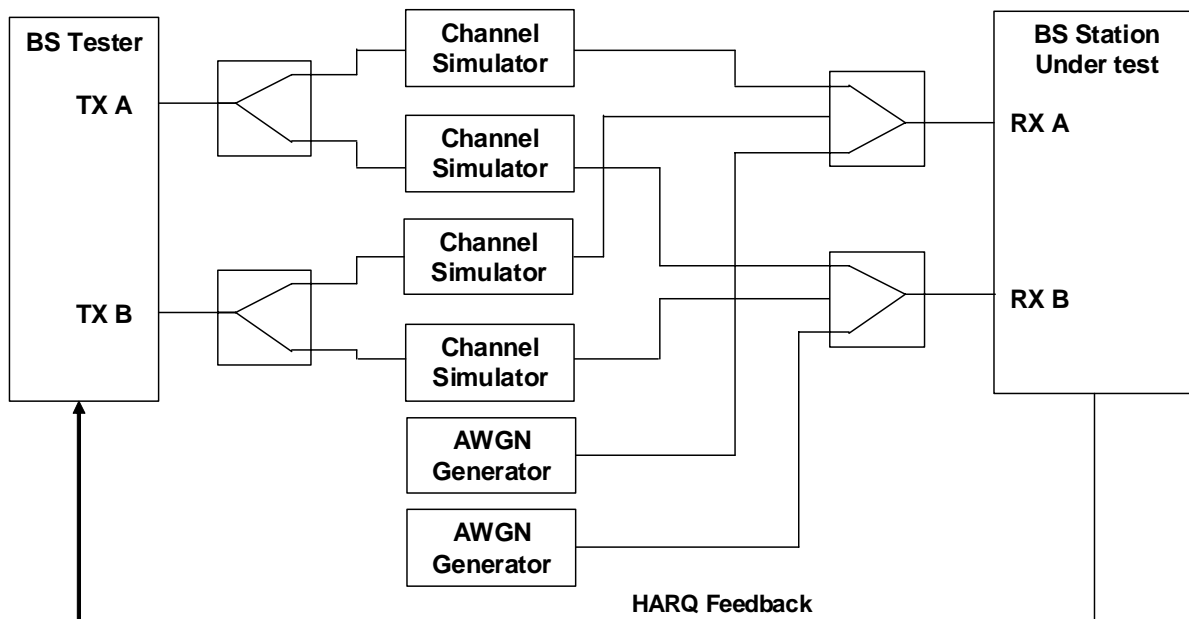 BS Tester
TX A
TX B
Channel
Simulator
Channel
Simulator
Channel
Simulator
Channel
Simulator
AWGN
Generator
AWGN
Generator
BS Station
Under test
RX A
RX B
HARQ Feedback